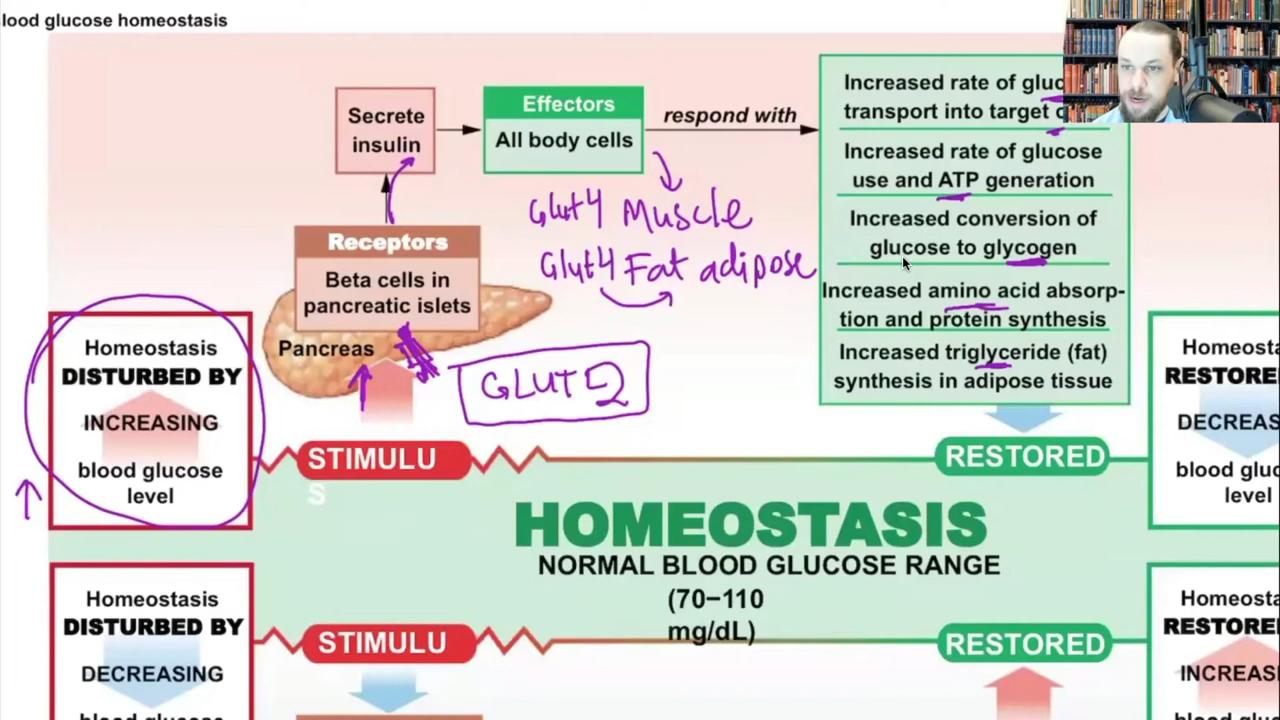 lood glucose homeostasis
Secrete
insulin
Effectors
All body cells
respond with
Increased rate of gluc
transport into target c
Increased rate of glucose
use and ATP generation
Increased conversion of
glucose to glycogen
Increased amino acid absorp-
tion and protein synthesis
Increased triglyceride (fat)
synthesis in adipose tissue
Glut4 Muscle
Glut4 Fat adipose
Receptors
Beta cells in
pancreatic islets
Pancreas
GLUT2
Homeostasis
DISTURBED BY
INCREASING
blood glucose
level
STIMULU
S
RESTORED
Homeosta
RESTORE
DECREAS
blood gluc
level
HOMEOSTASIS
NORMAL BLOOD GLUCOSE RANGE
(70–110
mg/dL)
Homeostasis
DISTURBED BY
DECREASING
blood glucose
STIMULU
RESTORED
Homeosta
RESTORE
INCREAS